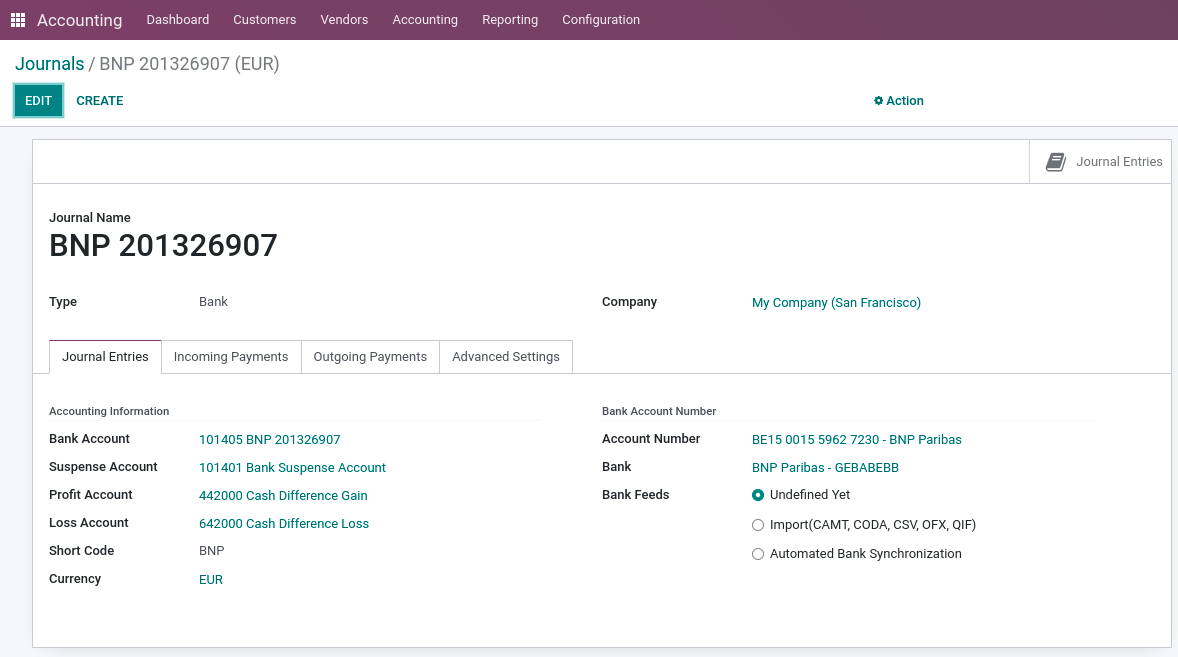 Accounting Dashboard Customers Vendors Accounting Reporting Configuration
Journals / BNP 201326907 (EUR)
EDIT CREATE Action
Journal Entries
Journal Name
BNP 201326907
Type Bank Company My Company (San Francisco)
Journal Entries Incoming Payments Outgoing Payments Advanced Settings
Accounting Information Bank Account Number
Bank Account 101405 BNP 201326907 Account Number BE15 0015 5962 7230 - BNP Paribas
Suspense Account 101401 Bank Suspense Account Bank BNP Paribas - GEBABEBB
Profit Account 442000 Cash Difference Gain Bank Feeds Undefined Yet
Loss Account 642000 Cash Difference Loss Import(CAMT, CODA, CSV, OFX, QIF)
Short Code BNP Automated Bank Synchronization
Currency EUR